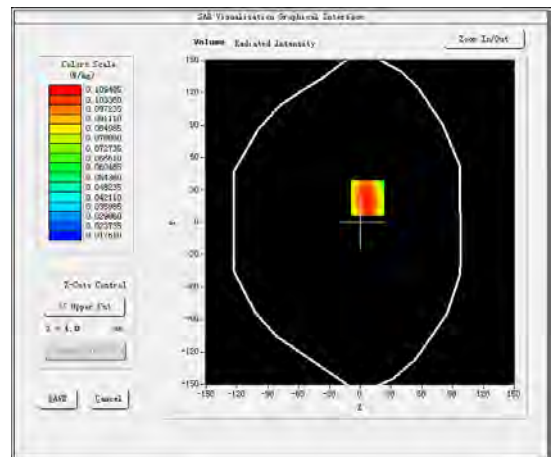 SAR Visualisation Graphical Interface
Volume Radiated Intensity
Zoom In/Out
Colors Scale
(W/kg)
0.109485
0.103360
0.097235
0.091110
0.084985
0.078860
0.072735
0.066610
0.060485
0.054360
0.048235
0.042110
0.035985
0.029860
0.023735
0.017610
Z-Cuts Control
Upper Cut
SAVE
Cancel
150
120
90
60
30
0
-30
-60
-90
-120
-150
-150 -120 -90 -60 -30 0 30 60 90 120 150